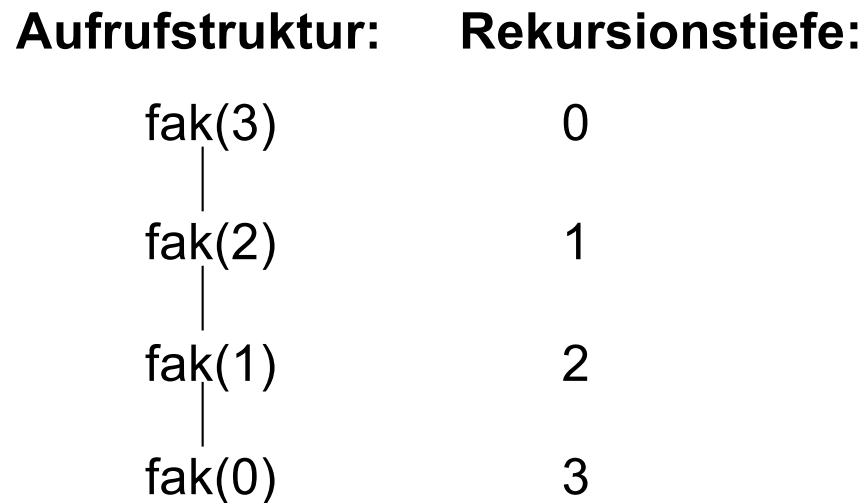 Aufrufstruktur: Rekursionstiefe:
fak(3) 0
fak(2) 1
fak(1) 2
fak(0) 3